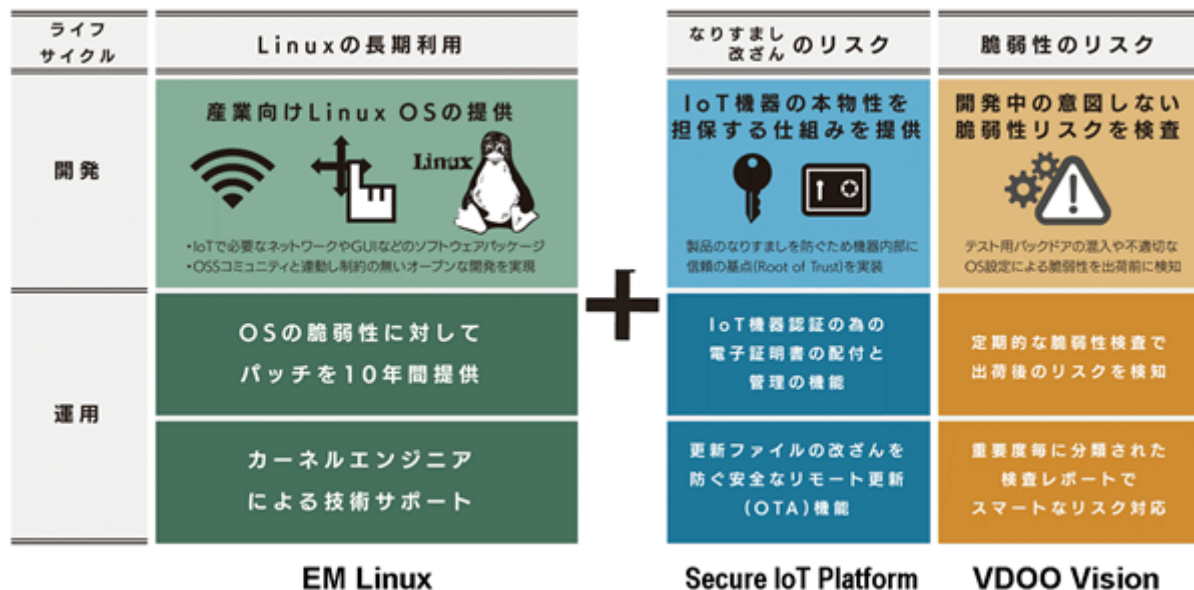 ライフ
サイクル
Linuxの長期利用
なりすまし
改ざん
のリスク
脆弱性のリスク
開発
産業向けLinux OSの提供
Linux
・IoTで必要なネットワークやGUIなどのソフトウェアパッケージ
・OSSコミュニティと連動し制約の無いオープンな開発を実現
IoT機器の本物性を
担保する仕組みを提供
製品のなりすましを防ぐため機器内部に
信頼の基点(Root of Trust)を実装
開発中の意図しない
脆弱性リスクを検査
テスト用バックドアの混入や不適切な
OS設定による脆弱性を出荷前に検知
運用
OSの脆弱性に対して
パッチを10年間提供
IoT機器認証の為の
電子証明書の配付と
管理の機能
定期的な脆弱性検査で
出荷後のリスクを検知
カーネルエンジニア
による技術サポート
更新ファイルの改ざんを
防ぐ安全なリモート更新
(OTA)機能
重要度毎に分類された
検査レポートで
スマートなリスク対応
EM Linux
Secure IoT Platform
VDOO Vision